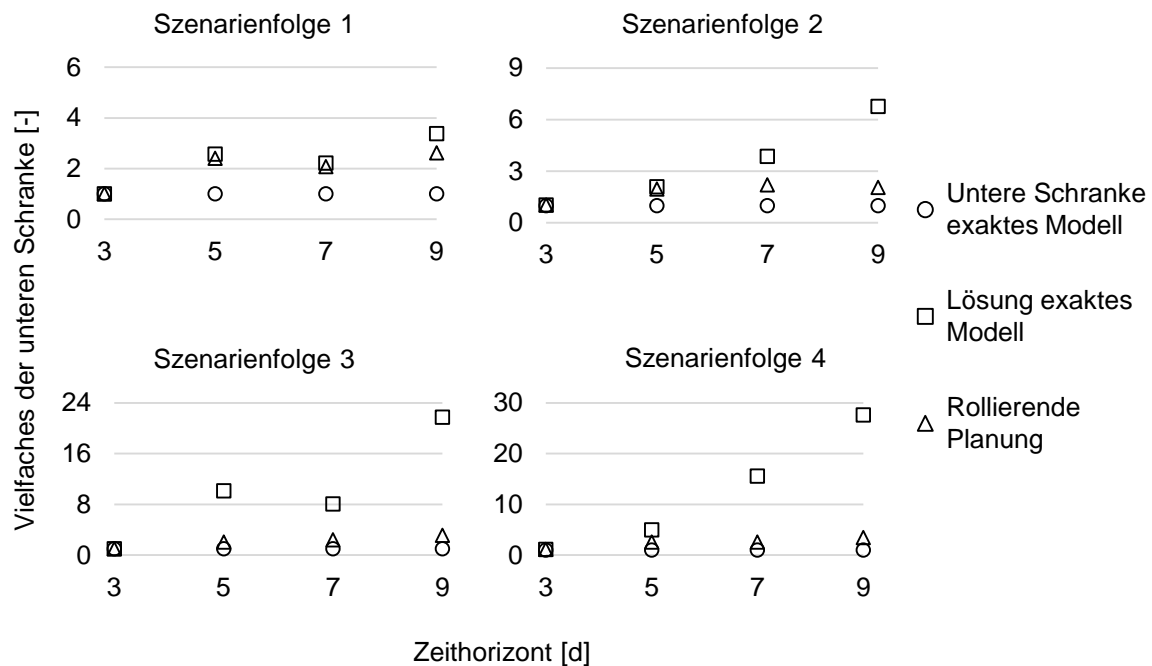 Szenarienfolge 1
6
4
2
0
3 5 7 9
Szenarienfolge 2
9
6
3
0
3 5 7 9
Vielfaches der unteren Schranke [-]
Szenarienfolge 3
24
16
8
0
3 5 7 9
Szenarienfolge 4
30
20
10
0
3 5 7 9
Zeithorizont [d]
Untere Schranke
exaktes Modell
Lösung exaktes
Modell
Rollierende
Planung